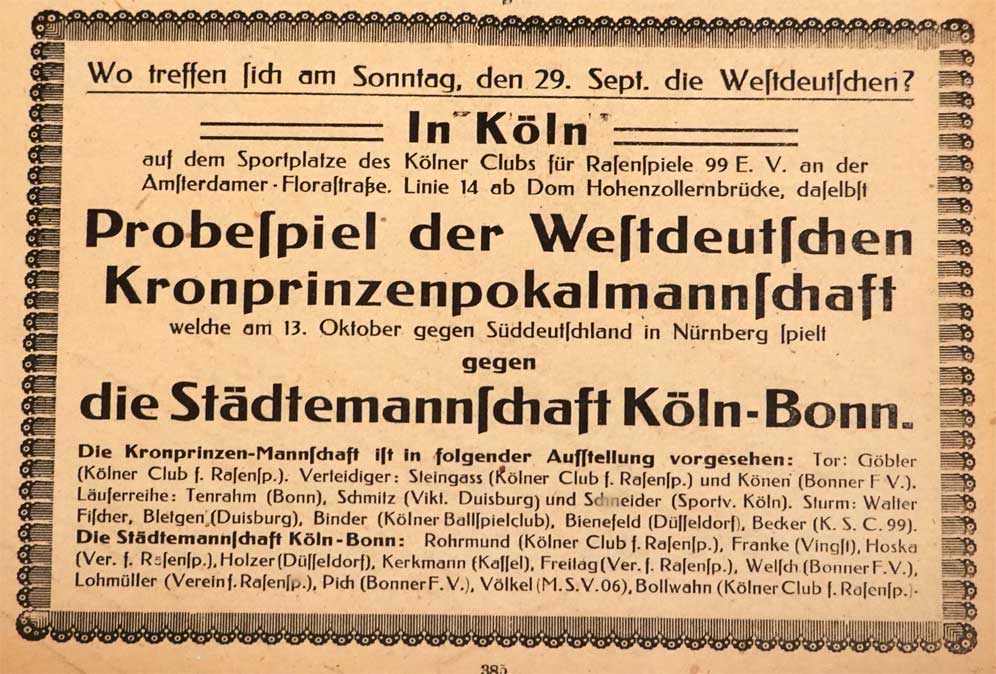 Wo treffen ſich am Sonntag, den 29. Sept. die Weſtdeutſchen?
In Köln
auf dem Sportplatze des Kölner Clubs für Raſenſpiele 99 E. V. an der
Amſterdamer-Floraſtraße. Linie 14 ab Dom Hohenzollernbrücke, daſelbſt
Probeſpiel der Weſtdeutſchen
Kronprinzenpokalmannſchaft
welche am 13. Oktober gegen Süddeutſchland in Nürnberg ſpielt
gegen
die Städtemannſchaft Köln-Bonn.
Die Kronprinzen-Mannſchaft iſt in folgender Aufſtellung vorgesehen: Tor: Göbler
(Kölner Club f. Raſenſp.). Verteidiger: Steingass (Kölner Club f. Raſenſp.) und Könen (Bonner F V.).
Läuferreihe: Tenrahm (Bonn), Schmitz (Vikt. Duisburg) und Schneider (Sportv. Köln). Sturm: Walter
Fiſcher, Bletgen (Duisburg), Binder (Kölner Ballſpielclub), Bienefeld (Düſſeldorf), Becker (K. S. C. 99).
Die Städtemannſchaft Köln-Bonn: Rohrmund (Kölner Club f. Raſenſp.), Franke (Vingſt), Hoska
(Ver. f. Raſenſp.), Holzer (Düſſeldorf), Kerkmann (Kaſſel), Freitag (Ver. f. Raſenſp.), Welſch (Bonner F. V.),
Lohmüller (Verein f. Raſenſp.), Pich (Bonner F. V.), Völkel (M. S. V. 06), Bollwahn (Kölner Club f. Raſenſp.).
385